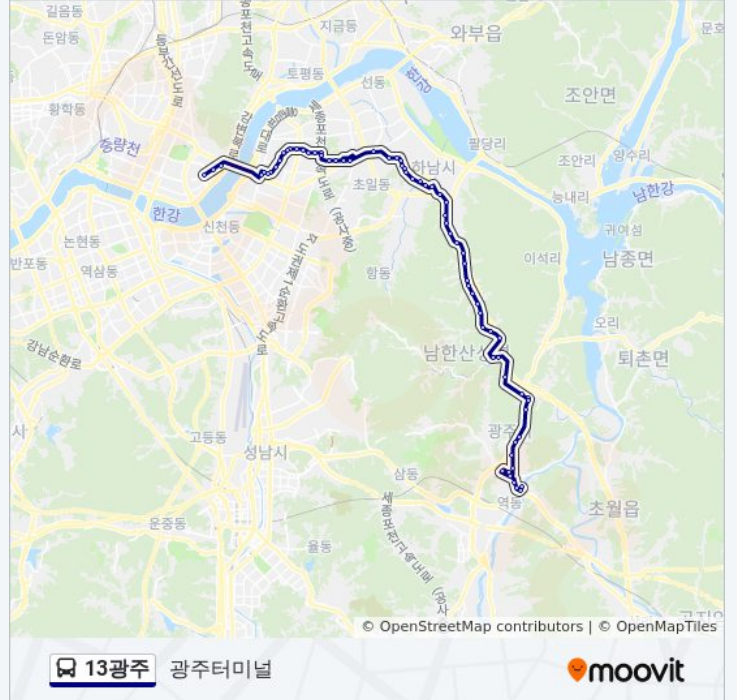 길음동
돈암동
지금동
와부읍
토평동
선동
한강
조안면
황학동
중랑천
팔당리
조안리
양수리
하남시
초일동
능내리
남한강
한강
신천동
귀여섬
논현동
반포동
역삼동
항동
이석리
남종면
오리
강남순환로
남한산성
퇴촌면
고등동
성남시
삼동
역동
초월읍
운중동
율동
© OpenStreetMap contributors | © OpenMapTiles
13광주 광주터미널
moovit